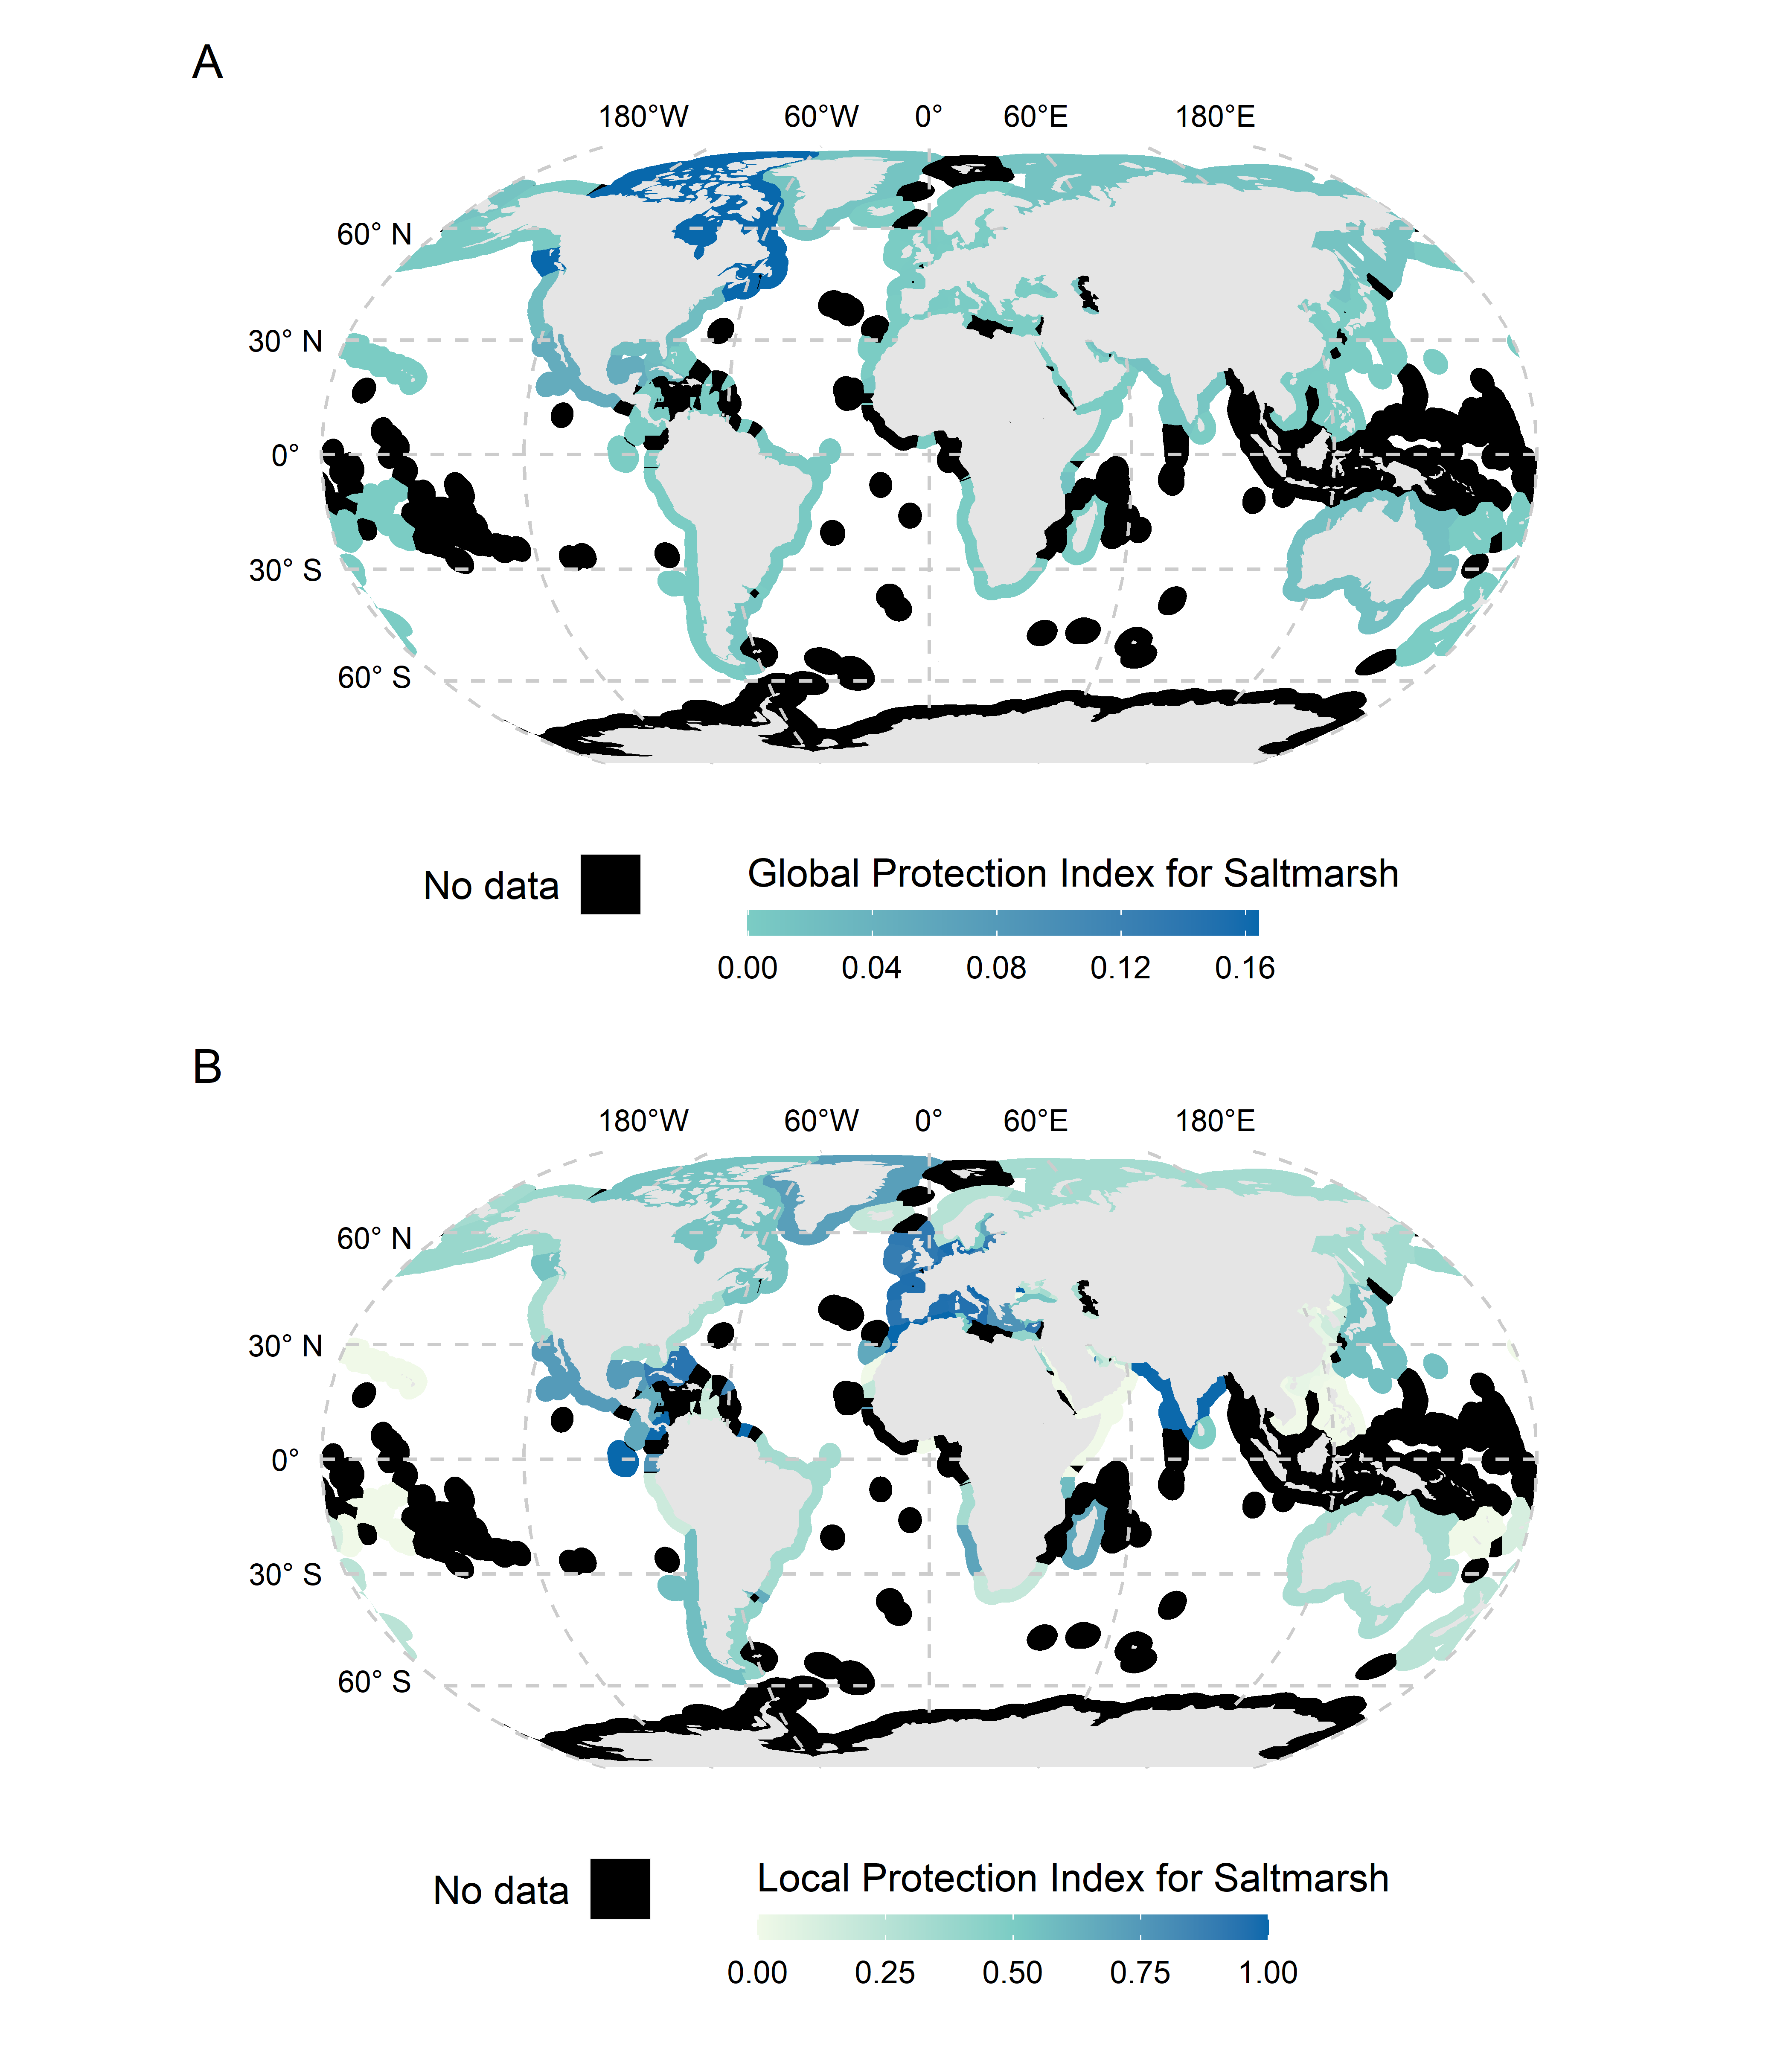 A
180°W 60°W 0° 60°E 180°E
60° N
30° N
0°
30° S
60° S
No data
Global Protection Index for Saltmarsh
0.00 0.04 0.08 0.12 0.16
B
180°W 60°W 0° 60°E 180°E
60° N
30° N
0°
30° S
60° S
No data
Local Protection Index for Saltmarsh
0.00 0.25 0.50 0.75 1.00